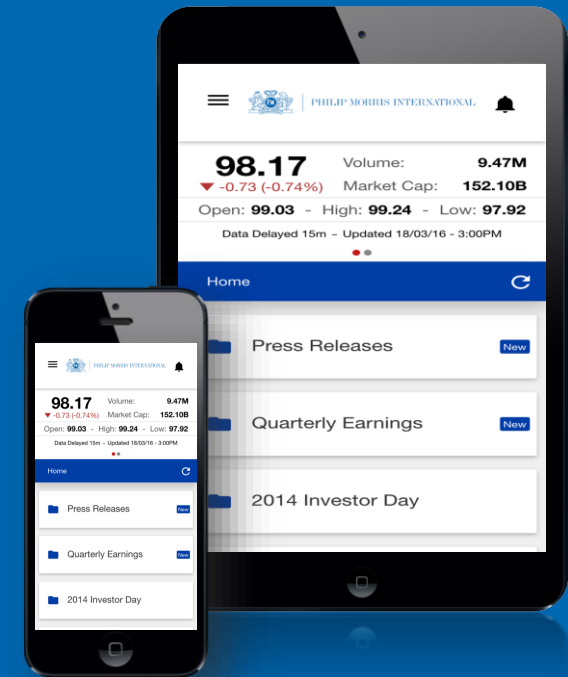 PHILIP MORRIS INTERNATIONAL
98.17 Volume: 9.47M
▼ -0.73 (-0.74%) Market Cap: 152.10B
Open: 99.03 - High: 99.24 - Low: 97.92
Data Delayed 15m - Updated 18/03/16 - 3:00PM
Home
Press Releases New
Quarterly Earnings New
2014 Investor Day
PHILIP MORRIS INTERNATIONAL
98.17 Volume: 9.47M
▼ -0.73 (-0.74%) Market Cap: 152.10B
Open: 99.03 - High: 99.24 - Low: 97.92
Data Delayed 15m - Updated 18/03/16 - 3:00PM
Home
Press Releases New
Quarterly Earnings New
2014 Investor Day